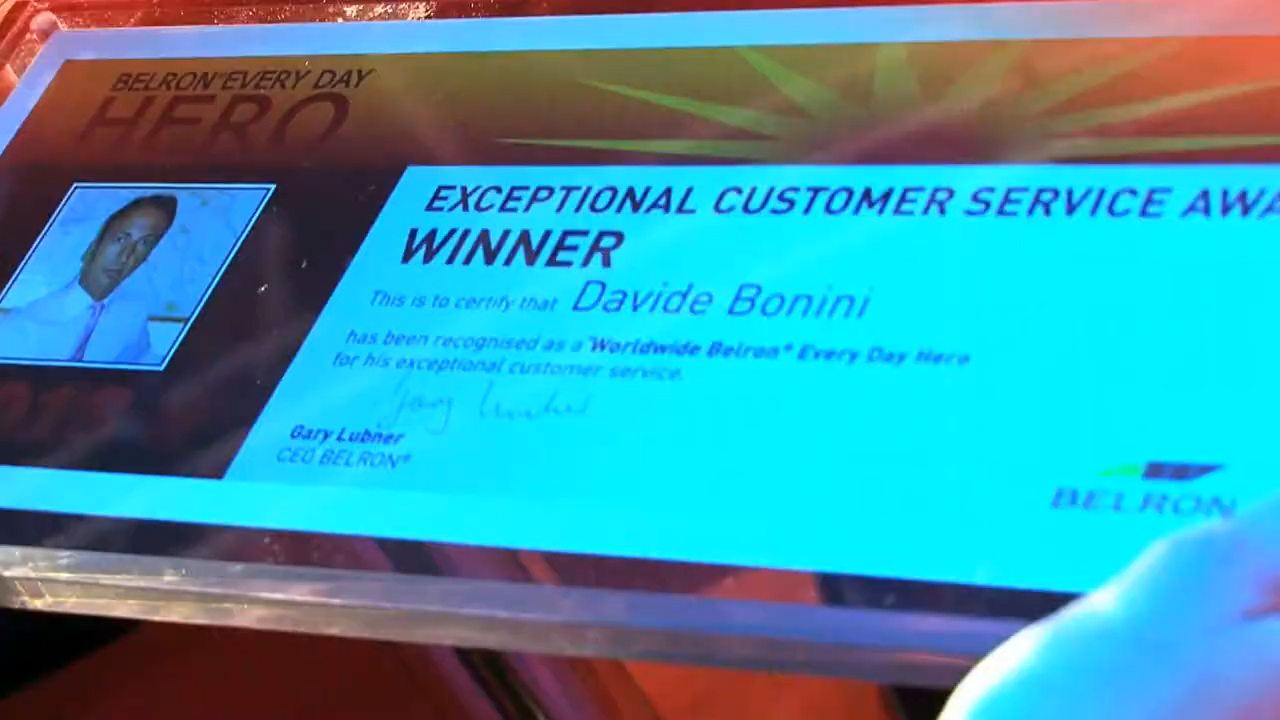 BELRON® EVERY DAY
HERO
EXCEPTIONAL CUSTOMER SERVICE AWA
WINNER
This is to certify that Davide Bonini
has been recognised as a Worldwide Belron® Every Day Hero
for his exceptional customer service.
Gary Lubner
CEO BELRON®
BELRON